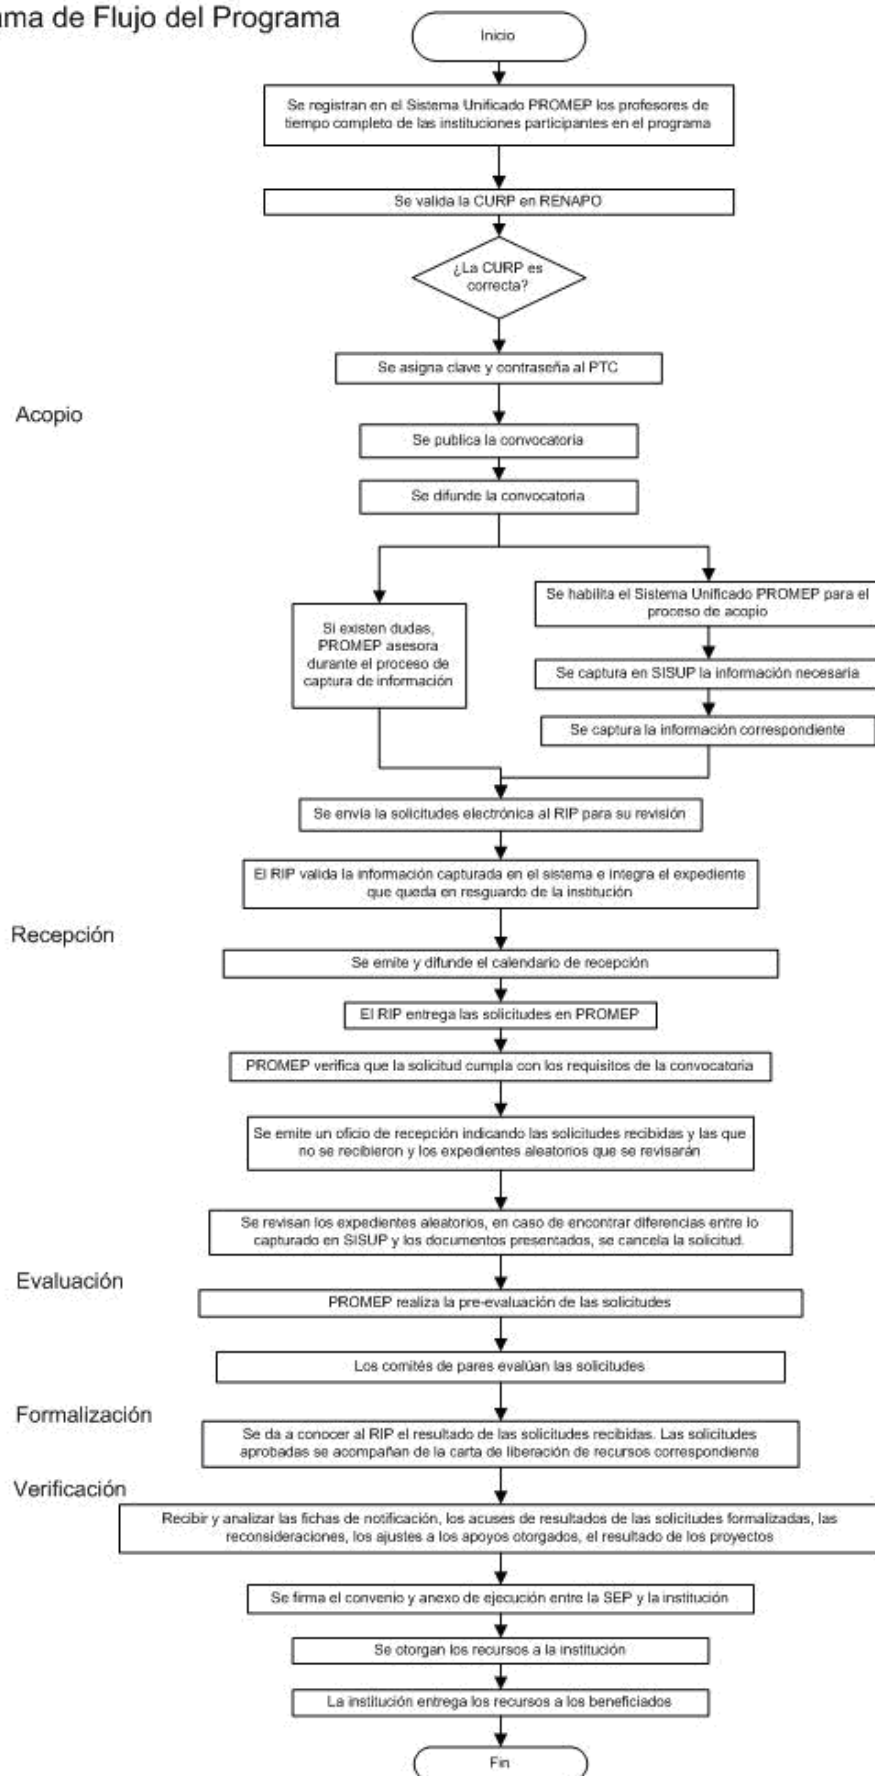 ama de Flujo del Programa
Inicio
Se registran en el Sistema Unificado PROMEP los profesores de
tiempo completo de las instituciones participantes en el programa
Se valida la CURP en RENAPO
¿La CURP es
correcta?
Se asigna clave y contraseña al PTC
Acopio
Se publica la convocatoria
Se difunde la convocatoria
Si existen dudas,
PROMEP asesora
durante el proceso de
captura de información
Se habilita el Sistema Unificado PROMEP para el
proceso de acopio
Se captura en SISUP la información necesaria
Se captura la información correspondiente
Se envía la solicitudes electrónica al RIP para su revisión
El RIP valida la información capturada en el sistema e integra el expediente
que queda en resguardo de la institución
Recepción
Se emite y difunde el calendario de recepción
El RIP entrega las solicitudes en PROMEP
PROMEP verifica que la solicitud cumpla con los requisitos de la convocatoria
Se emite un oficio de recepción indicando las solicitudes recibidas y las que
no se recibieron y los expedientes aleatorios que se revisarán
Se revisan los expedientes aleatorios, en caso de encontrar diferencias entre lo
capturado en SISUP y los documentos presentados, se cancela la solicitud.
Evaluación
PROMEP realiza la pre-evaluación de las solicitudes
Los comités de pares evalúan las solicitudes
Formalización
Se da a conocer al RIP el resultado de las solicitudes recibidas. Las solicitudes
aprobadas se acompañan de la carta de liberación de recursos correspondiente
Verificación
Recibir y analizar las fichas de notificación, los acuses de resultados de las solicitudes formalizadas, las
reconsideraciones, los ajustes a los apoyos otorgados, el resultado de los proyectos
Se firma el convenio y anexo de ejecución entre la SEP y la institución
Se otorgan los recursos a la institución
La institución entrega los recursos a los beneficiados
Fin